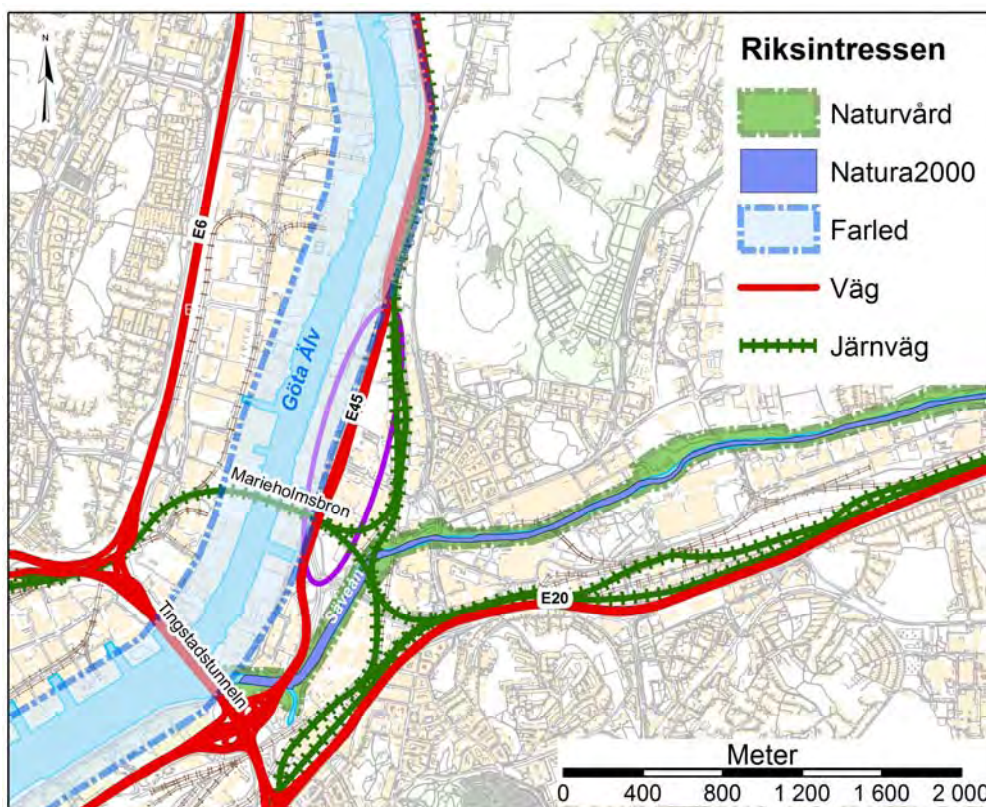 N
Riksintressen
Naturvård
Natura2000
Farled
Väg
Järnväg
E6
Göta Älv
E45
Marieholmsbron
Säveån
E20
Tingstadstunneln
Meter
0 400 800 1 200 1 600 2 000